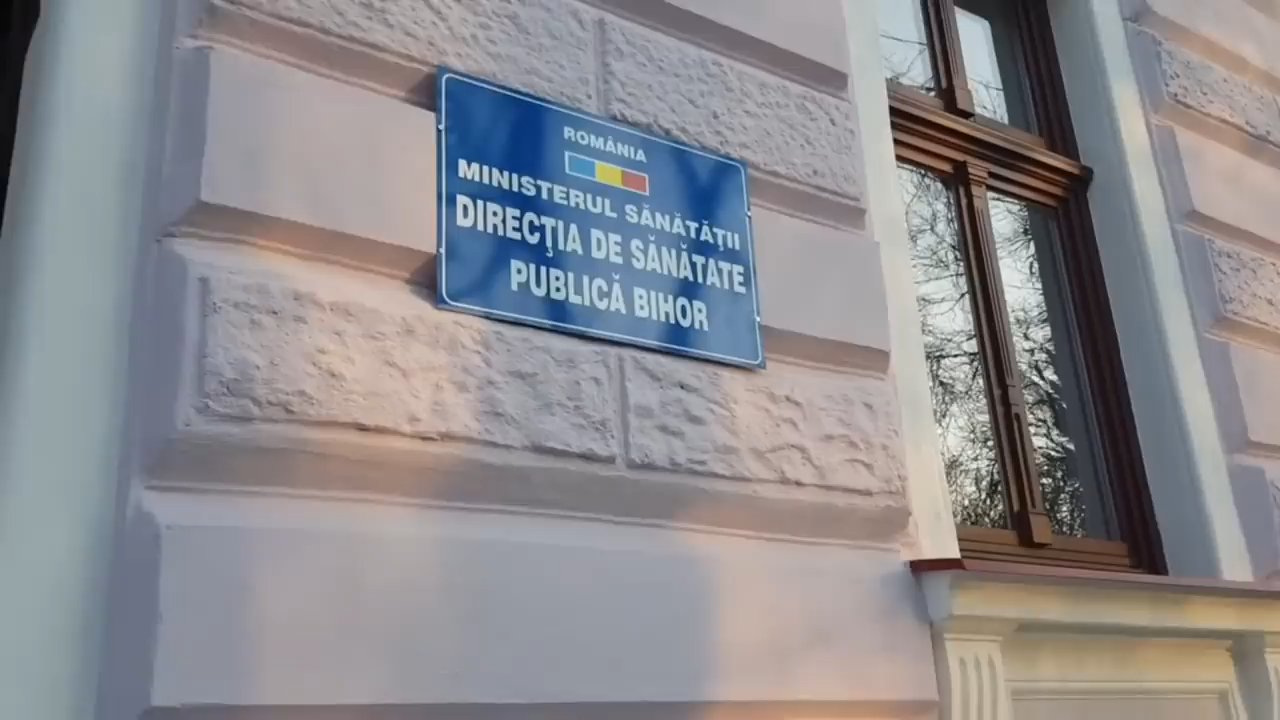 ROMÂNIA
MINISTERUL SĂNĂTĂŢII
DIRECŢIA DE SĂNĂTATE
PUBLICĂ BIHOR